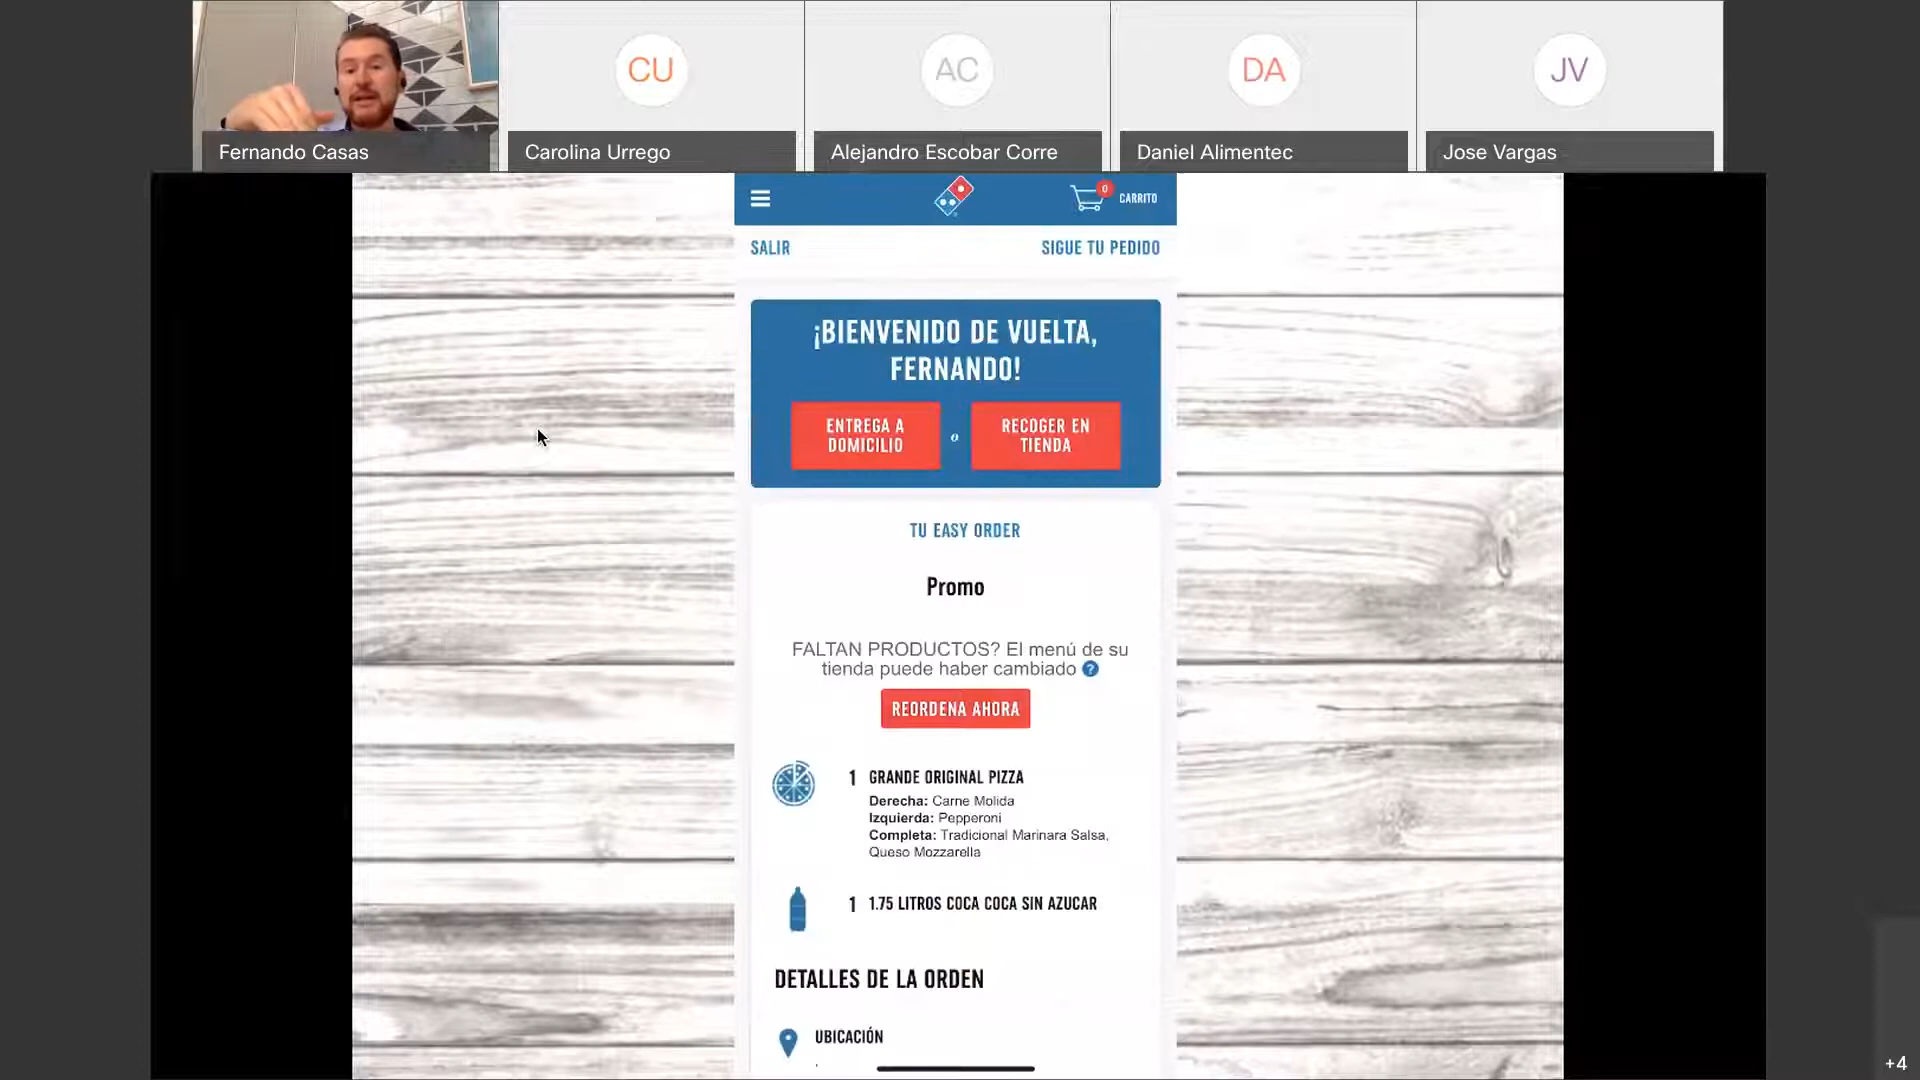 CU
AC
DA
JV
Fernando Casas
Carolina Urrego
Alejandro Escobar Corre
Daniel Alimentec
Jose Vargas
0
CARRITO
SALIR
SIGUE TU PEDIDO
¡BIENVENIDO DE VUELTA,
FERNANDO!
ENTREGA A
DOMICILIO
o
RECOGER EN
TIENDA
TU EASY ORDER
Promo
FALTAN PRODUCTOS? El menú de su
tienda puede haber cambiado ?
REORDENA AHORA
1 GRANDE ORIGINAL PIZZA
Derecha: Carne Molida
Izquierda: Pepperoni
Completa: Tradicional Marinara Salsa,
Queso Mozzarella
1 1.75 LITROS COCA COCA SIN AZUCAR
DETALLES DE LA ORDEN
UBICACIÓN
+4